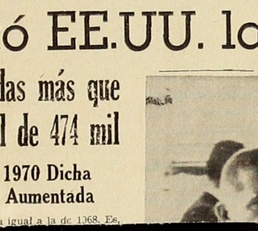 ó EE.UU. lo
das más que
l de 474 mil
1970 Dicha
Aumentada
a igual a la de 1968. Es,